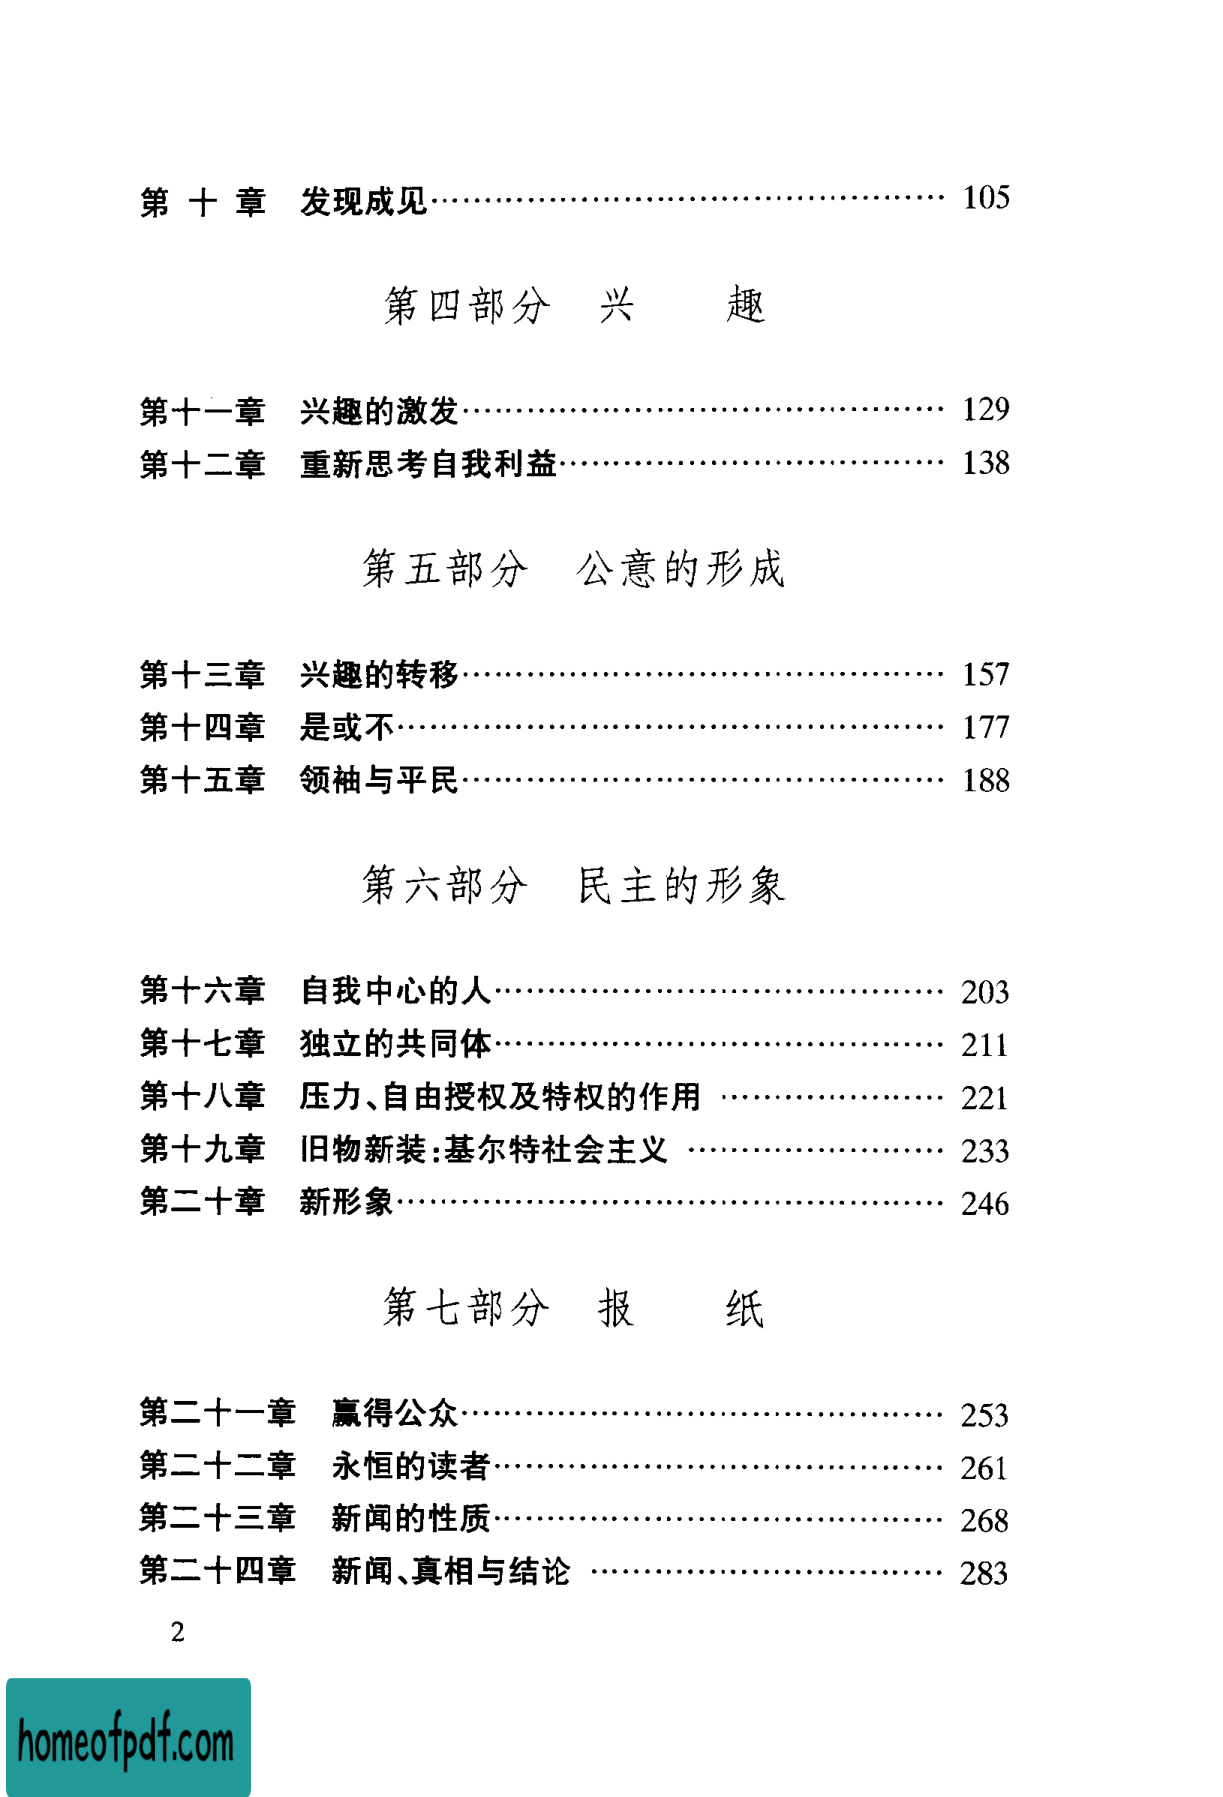 第十章 发现成见…………………………………………… 105
第四部分 兴 趣
第十一章 兴趣的激发………………………………………… 129
第十二章 重新思考自我利益……………………………… 138
第五部分 公意的形成
第十三章 兴趣的转移………………………………………… 157
第十四章 是或不……………………………………………… 177
第十五章 领袖与平民………………………………………… 188
第六部分 民主的形象
第十六章 自我中心的人……………………………………… 203
第十七章 独立的共同体……………………………………… 211
第十八章 压力、自由授权及特权的作用 ………………… 221
第十九章 旧物新装:基尔特社会主义 …………………… 233
第二十章 新形象……………………………………………… 246
第七部分 报 纸
第二十一章 赢得公众………………………………………… 253
第二十二章 永恒的读者……………………………………… 261
第二十三章 新闻的性质……………………………………… 268
第二十四章 新闻、真相与结论 …………………………… 283
2
homeofpdf.com